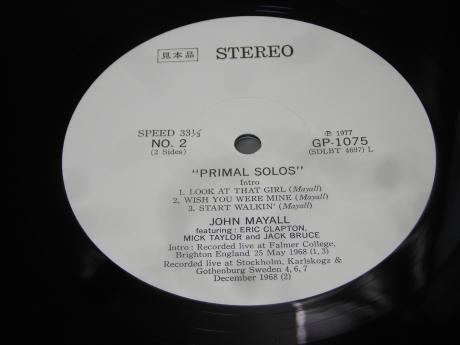 見本品 STEREO
SPEED 33⅓
NO. 2
(2 Sides)
℗ 1977
GP-1075
(SDLBT 4697) L
"PRIMAL SOLOS"
Intro
1. LOOK AT THAT GIRL (Mayall)
2. WISH YOU WERE MINE (Mayall)
3. START WALKIN' (Mayall)
JOHN MAYALL
featuring: ERIC CLAPTON,
MICK TAYLOR and JACK BRUCE
Intro: Recorded live at Falmer College,
Brighton England 25 May 1968 (1, 3)
Recorded live at Stockholm, Karlskogz &
Gothenburg Sweden 4, 6, 7
December 1968 (2)